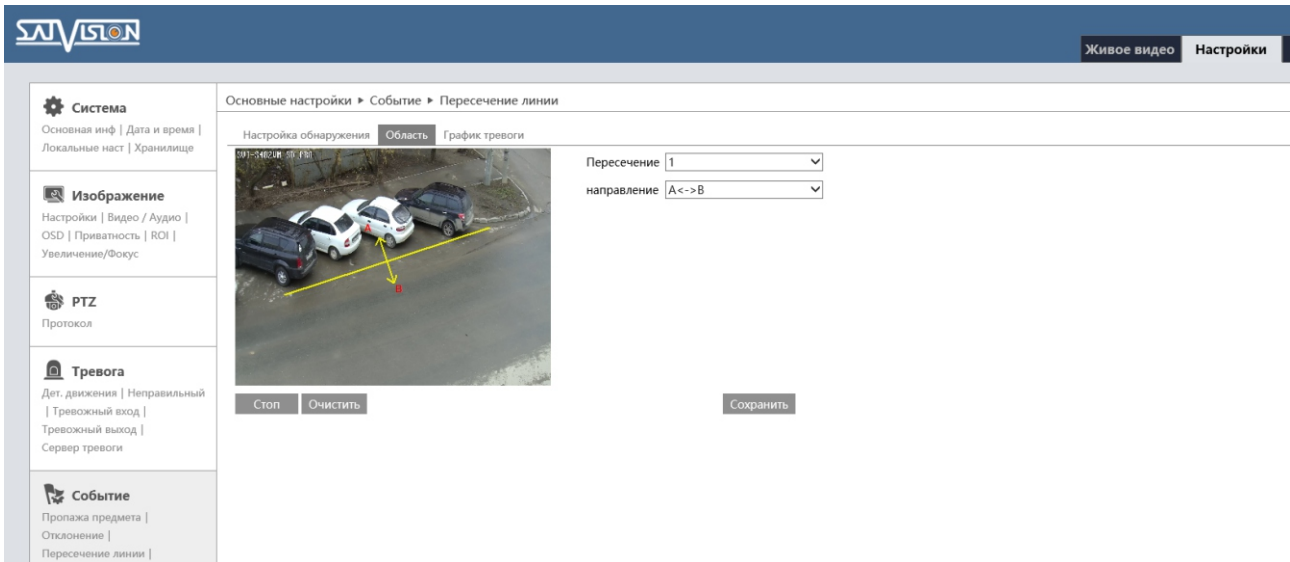 SATVISION
Живое видео Настройки
Основные настройки ▸ Событие ▸ Пересечение линии
Настройка обнаружения Область График тревоги
Пересечение 1
направление A<->B
A
B
Стоп Очистить Сохранить
Система
Основная инф | Дата и время |
Локальные наст | Хранилище
Изображение
Настройки | Видео / Аудио |
OSD | Приватность | ROI |
Увеличение/Фокус
PTZ
Протокол
Тревога
Дет. движения | Неправильный
| Тревожный вход |
Тревожный выход |
Сервер тревоги
Событие
Пропажа предмета |
Отклонение |
Пересечение линии |